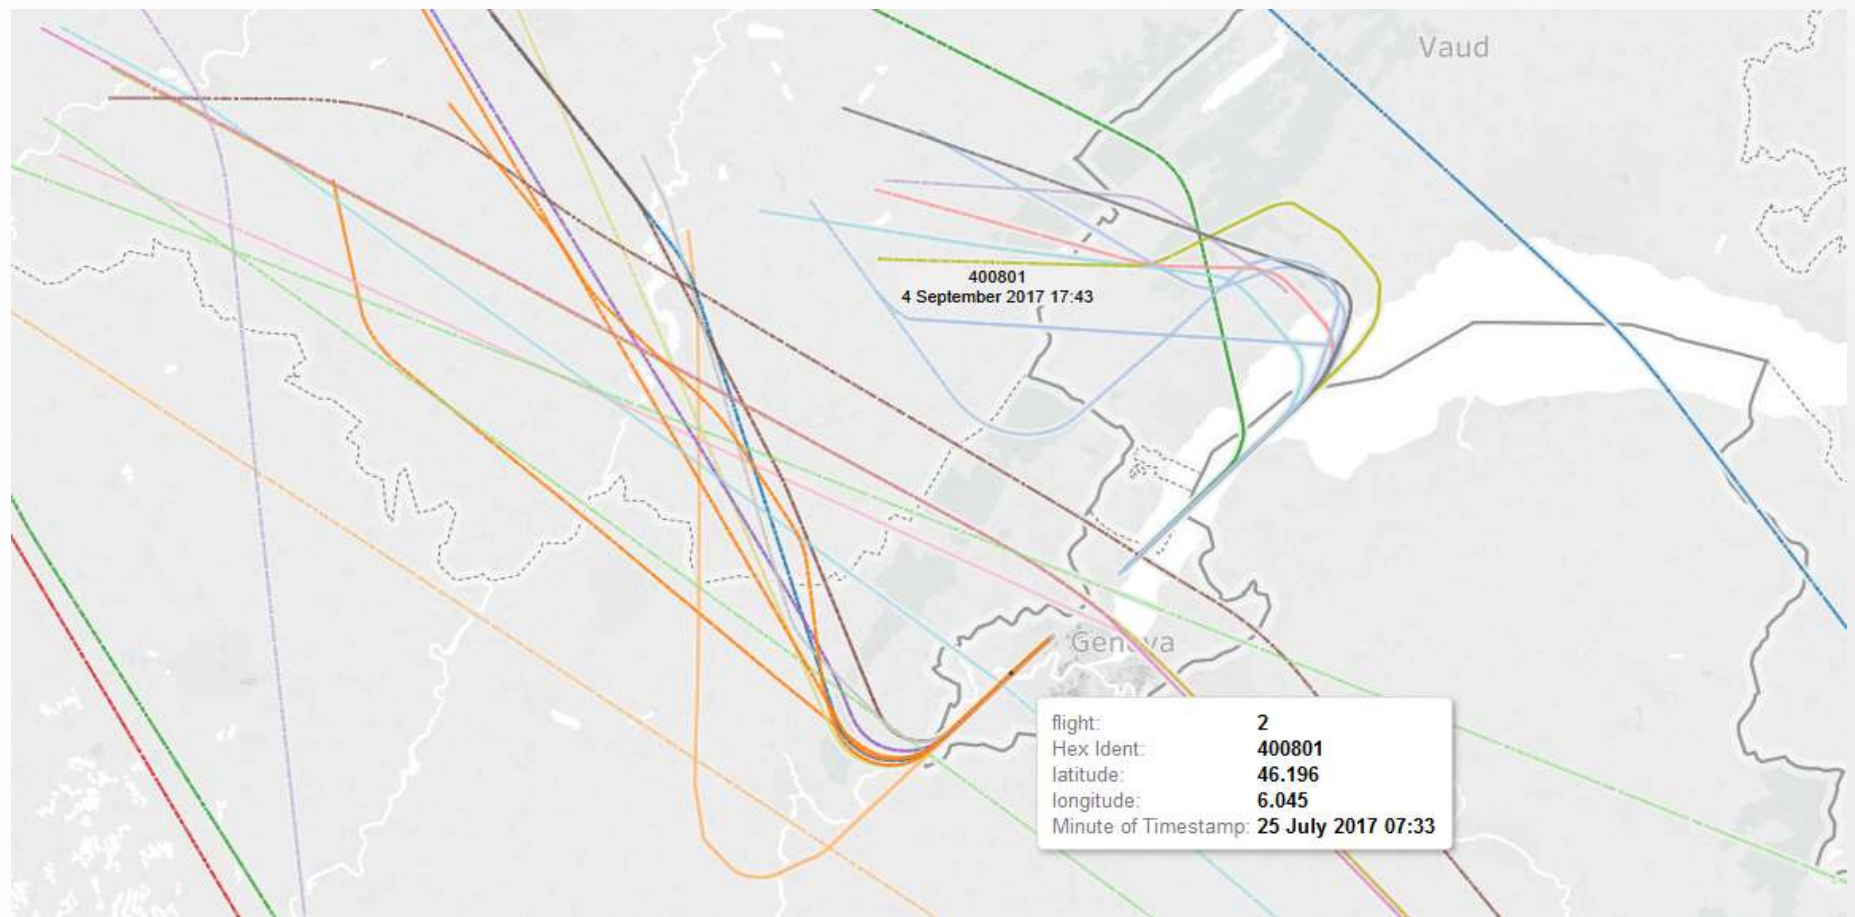 Vaud
400801
4 September 2017 17:43
Geneva
flight: 2
Hex Ident: 400801
latitude: 46.196
longitude: 6.045
Minute of Timestamp: 25 July 2017 07:33